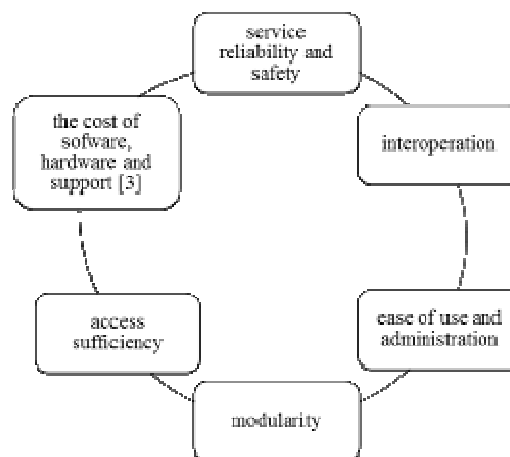 service
reliability and
safety
interoperation
ease of use and
administration
modularity
access
sufficiency
the cost of
sofware,
hardware and
support [3]